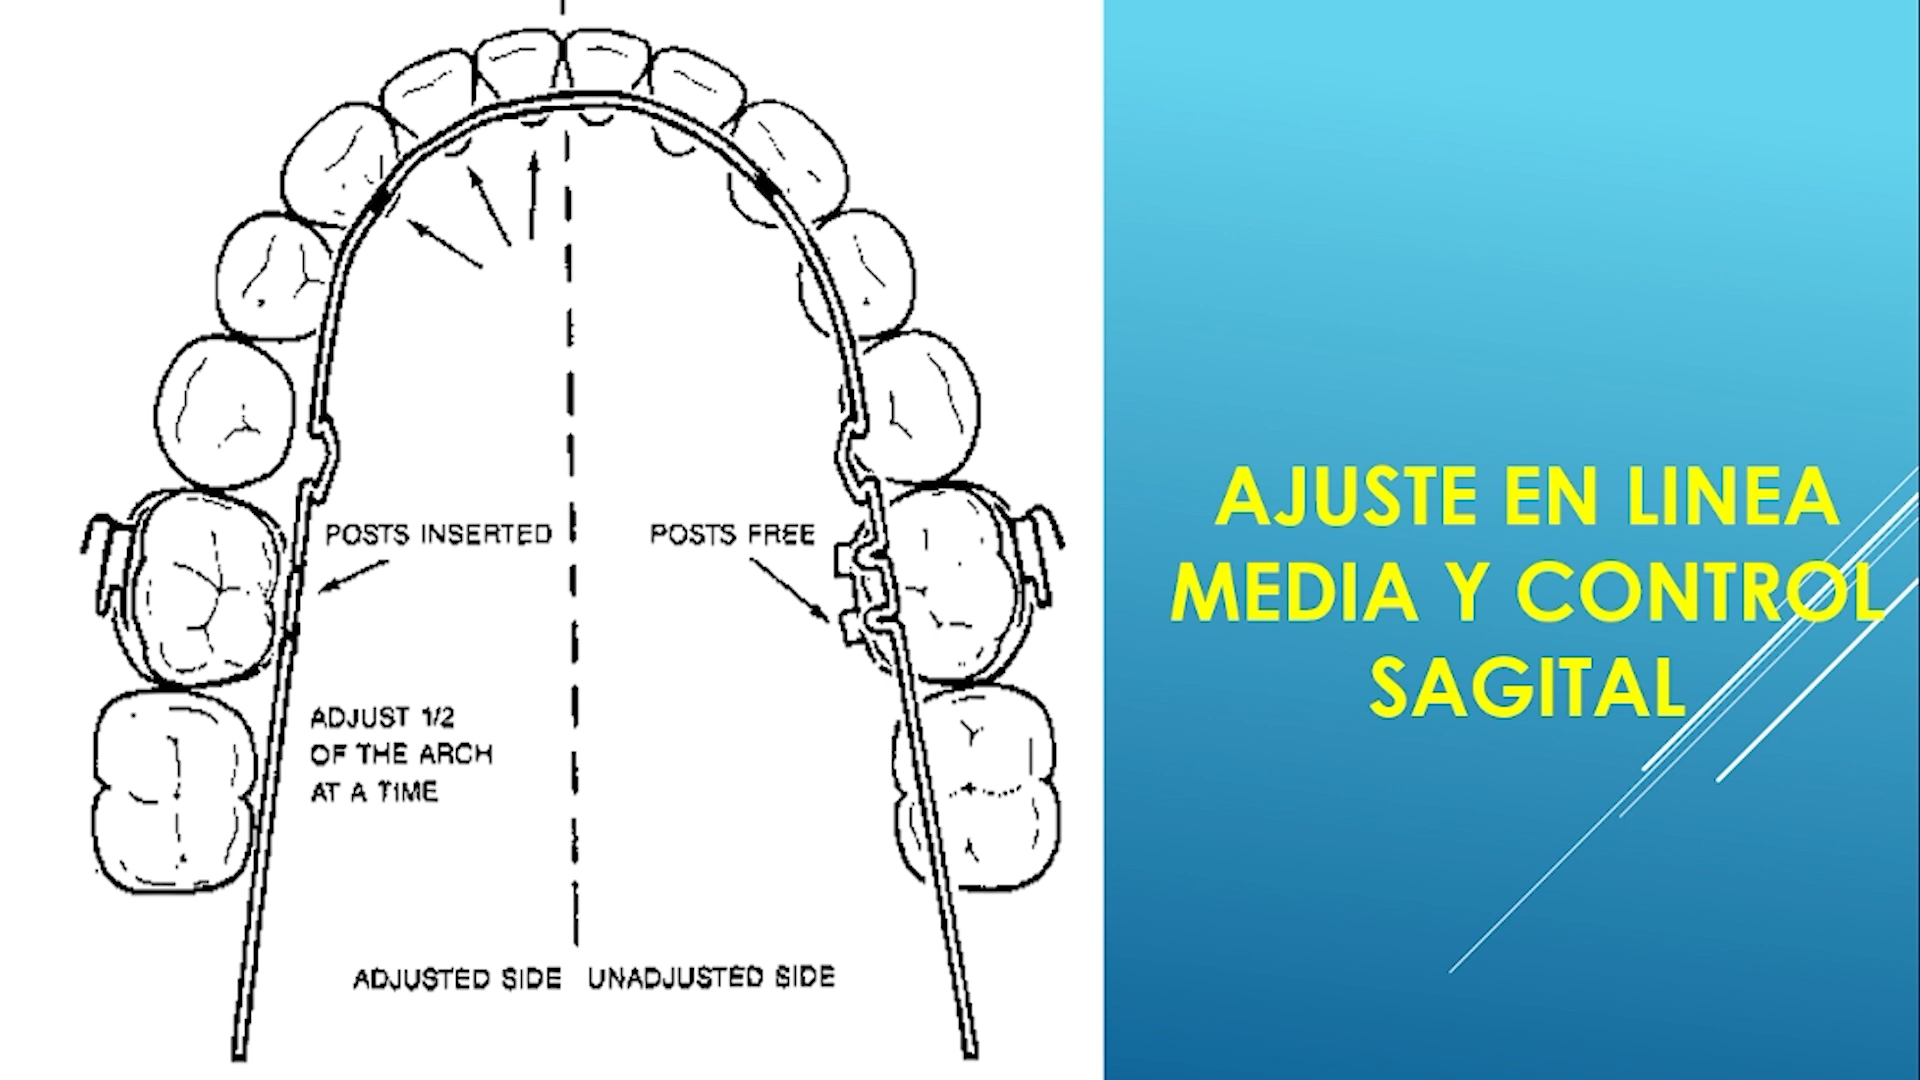 POSTS INSERTED
POSTS FREE
ADJUST 1/2
OF THE ARCH
AT A TIME
ADJUSTED SIDE
UNADJUSTED SIDE
AJUSTE EN LINEA
MEDIA Y CONTROL
SAGITAL